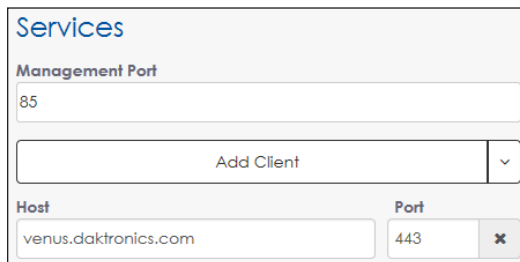 Services
Management Port
85
Add Client
Host Port
venus.daktronics.com 443